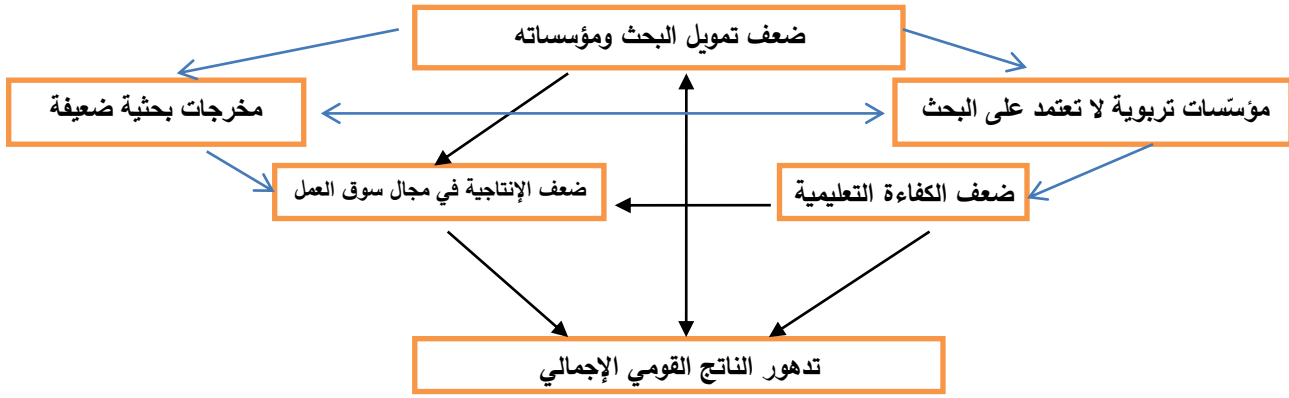 ضعف تمويل البحث ومؤسساته
مؤسّسات تربوية لا تعتمد على البحث
مخرجات بحثية ضعيفة
ضعف الكفاءة التعليمية
ضعف الإنتاجية في مجال سوق العمل
تدهور الناتج القومي الإجمالي